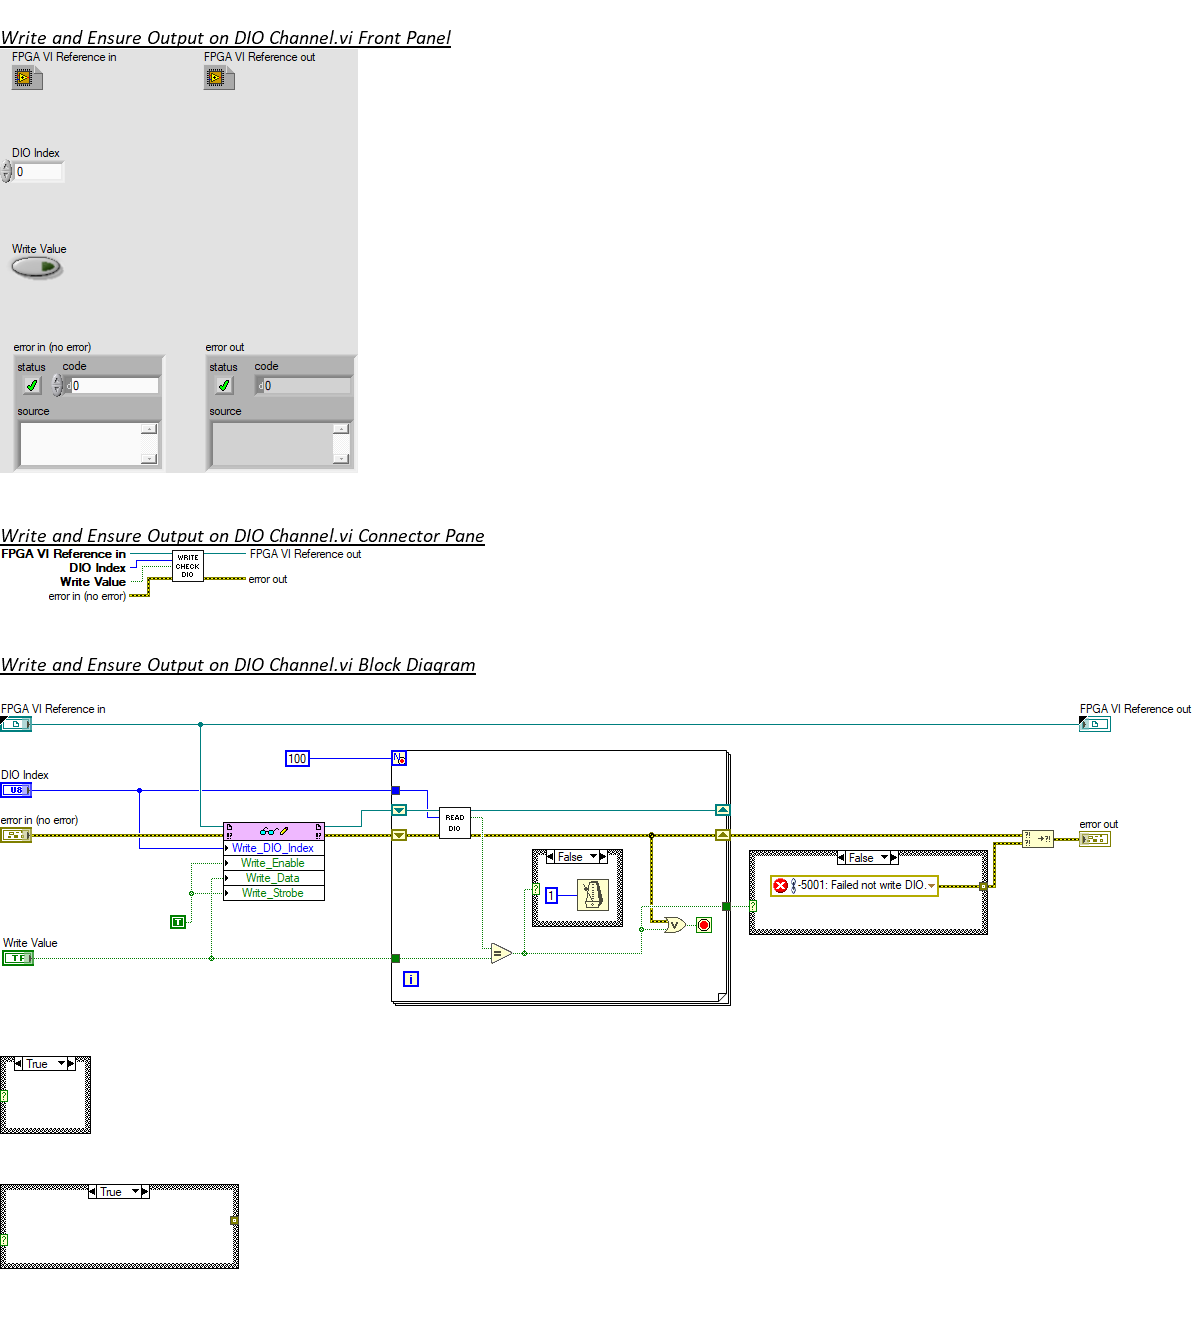 Write and Ensure Output on DIO Channel.vi Front Panel
FPGA VI Reference in
FPGA VI Reference out
DIO Index
0
Write Value
error in (no error)
error out
status code
status code
d0
d0
source
source
Write and Ensure Output on DIO Channel.vi Connector Pane
FPGA VI Reference in
DIO Index
Write Value
error in (no error)
WRITE
CHECK
DIO
FPGA VI Reference out
error out
Write and Ensure Output on DIO Channel.vi Block Diagram
FPGA VI Reference in
FPGA VI Reference out
100
N
DIO Index
U8
error in (no error)
READ
DIO
error out
Write_DIO_Index
Write_Enable
Write_Data
Write_Strobe
False
1
False
-5001: Failed not write DIO.
T
V
Write Value
TF
=
i
True
?
True
?